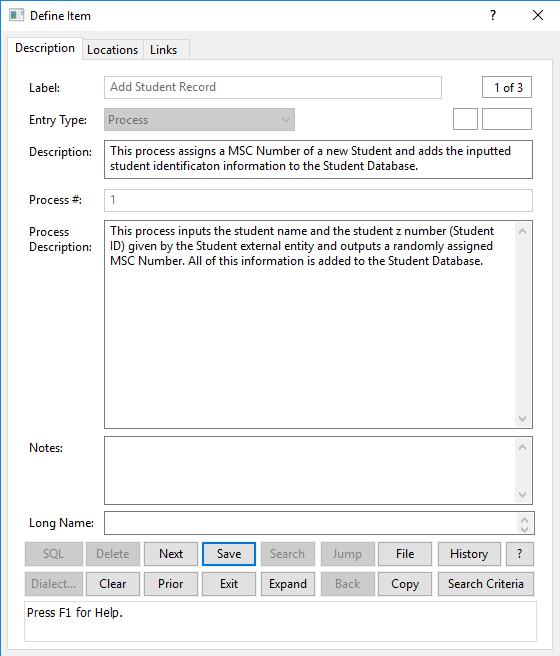 Define Item
?
Description Locations Links
Label: Add Student Record 1 of 3
Entry Type: Process
Description: This process assigns a MSC Number of a new Student and adds the inputted
student identificaton information to the Student Database.
Process #: 1
Process
Description:
This process inputs the student name and the student z number (Student
ID) given by the Student external entity and outputs a randomly assigned
MSC Number. All of this information is added to the Student Database.
Notes:
Long Name:
SQL Delete Next Save Search Jump File History ?
Dialect... Clear Prior Exit Expand Back Copy Search Criteria
Press F1 for Help.